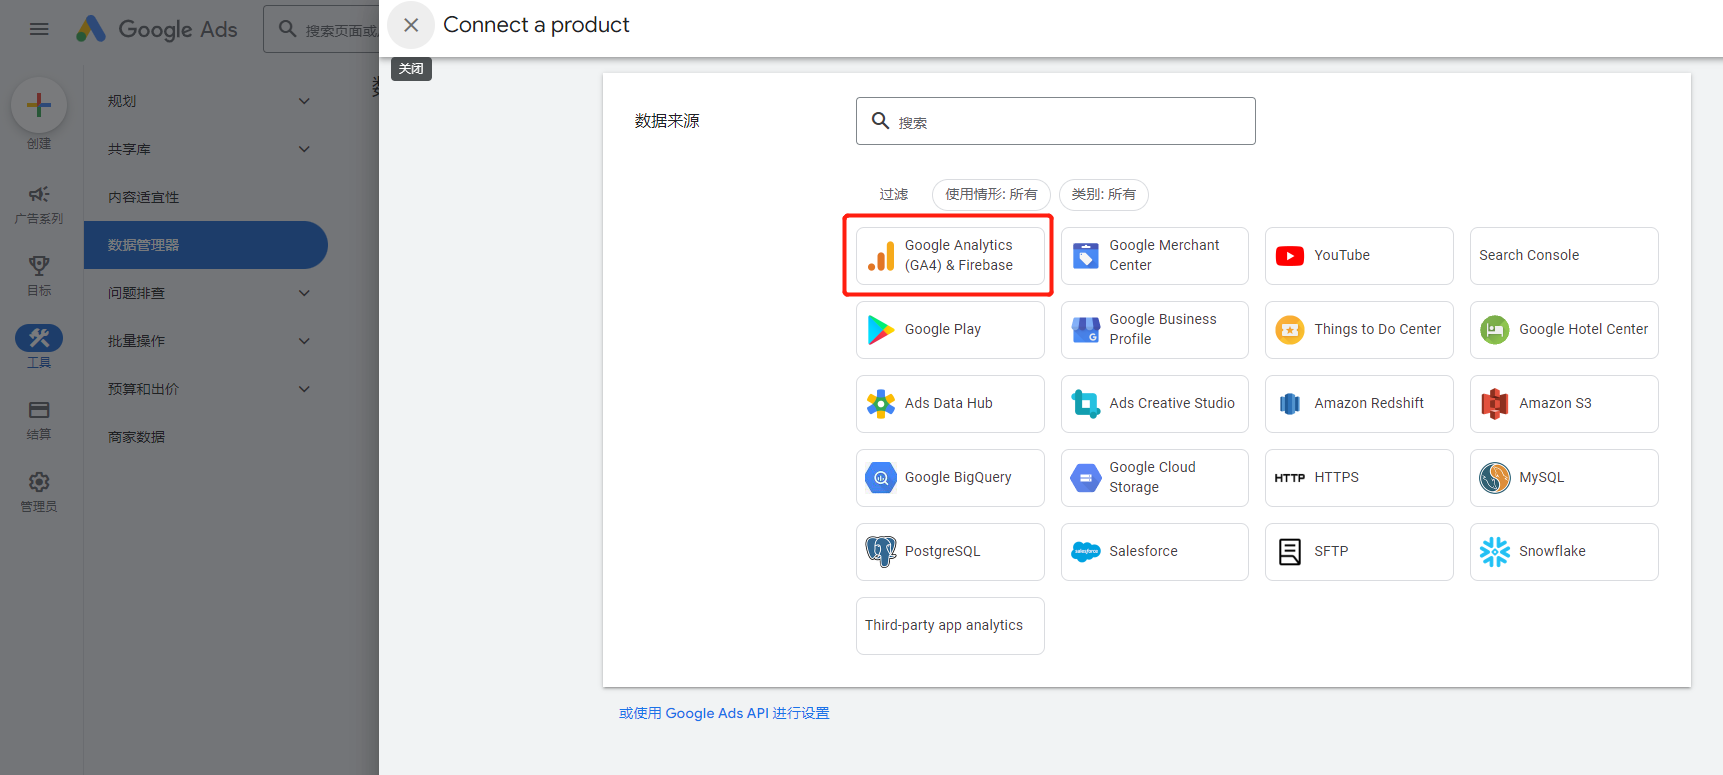 Google Ads
搜索页面或
Connect a product
关闭
创建
广告系列
目标
工具
结算
管理员
规划
共享库
内容适宜性
数据管理器
问题排查
批量操作
预算和出价
商家数据
数据来源
搜索
过滤
使用情形: 所有
类别: 所有
Google Analytics
(GA4) & Firebase
Google Merchant
Center
YouTube
Search Console
Google Play
Google Business
Profile
Things to Do Center
Google Hotel Center
Ads Data Hub
Ads Creative Studio
Amazon Redshift
Amazon S3
Google BigQuery
Google Cloud
Storage
HTTP
HTTPS
MySQL
PostgreSQL
salesforce
Salesforce
SFTP
Snowflake
Third-party app analytics
或使用 Google Ads API 进行设置